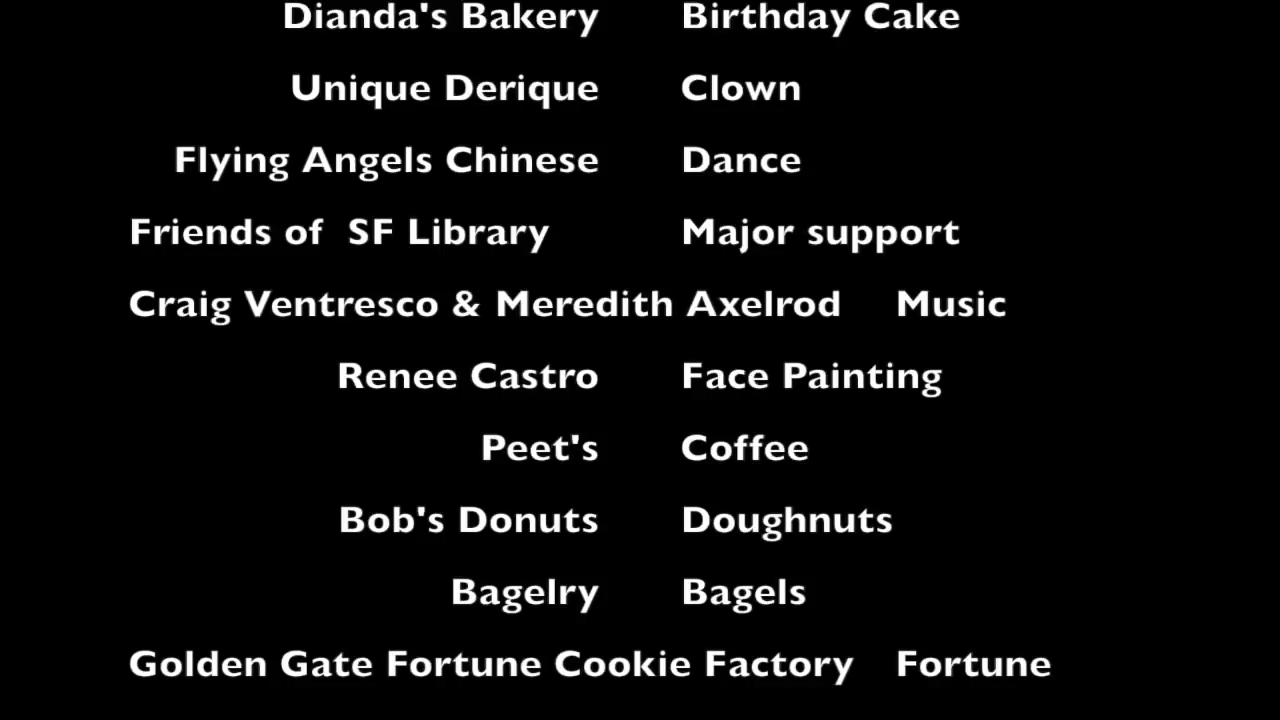 Dianda's Bakery Birthday Cake
Unique Derique Clown
Flying Angels Chinese Dance
Friends of  SF Library Major support
Craig Ventresco & Meredith Axelrod Music
Renee Castro Face Painting
Peet's Coffee
Bob's Donuts Doughnuts
Bagelry Bagels
Golden Gate Fortune Cookie Factory Fortune